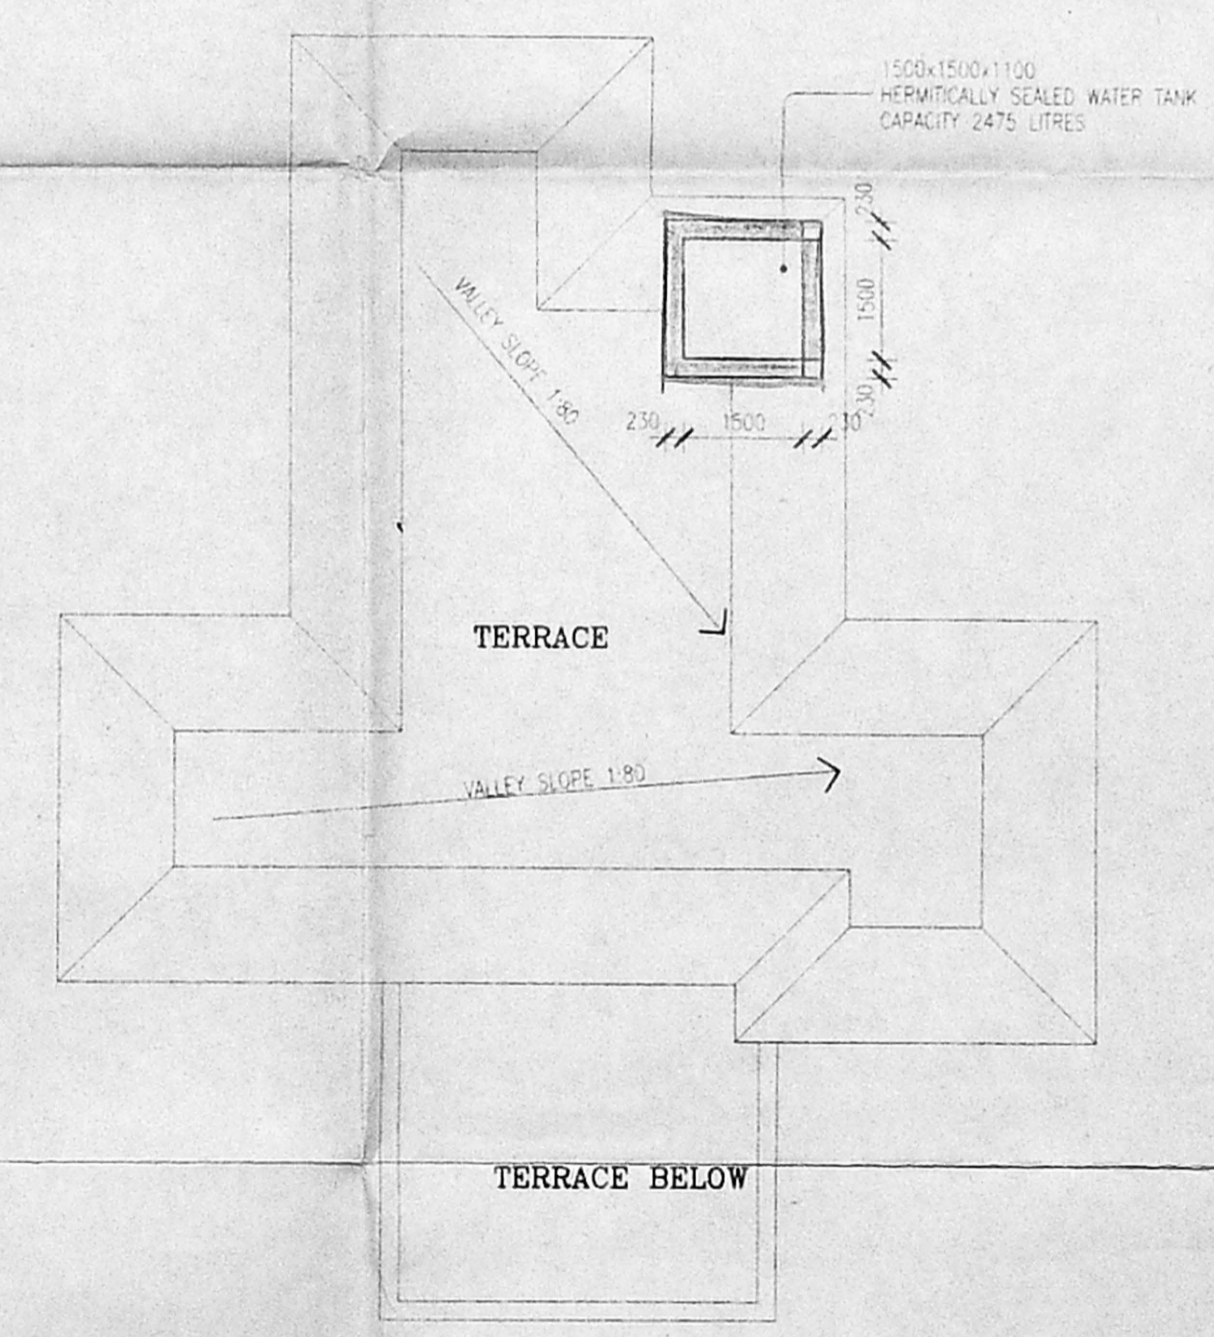 1500x1500x1100
HERMITICALLY SEALED WATER TANK
CAPACITY 2475 LITRES
230
1500
230
230
1500
230
VALLEY SLOPE 1:80
TERRACE
VALLEY SLOPE 1:80
TERRACE BELOW